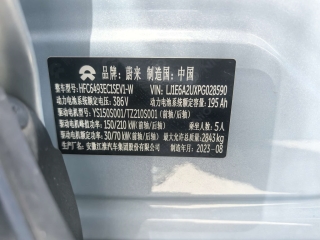 品牌: 蔚来 制造国: 中国
型号: HFC6493EC1SEV1-W VIN: LJ1E6A2UXPG028590
动力电池系统额定电压: 386 V 动力电池系统额定容量: 195 Ah
驱动电机型号: YS150S001/TZ210S001 (前轴/后轴)
驱动电机峰值功率: 150/210 kW (前轴/后轴) 乘坐人数: 5人
驱动电机额定功率: 30/70 kW (前轴/后轴) 最大允许总质量: 2843 kg
安徽江淮汽车集团股份有限公司 制造年月: 2023-08